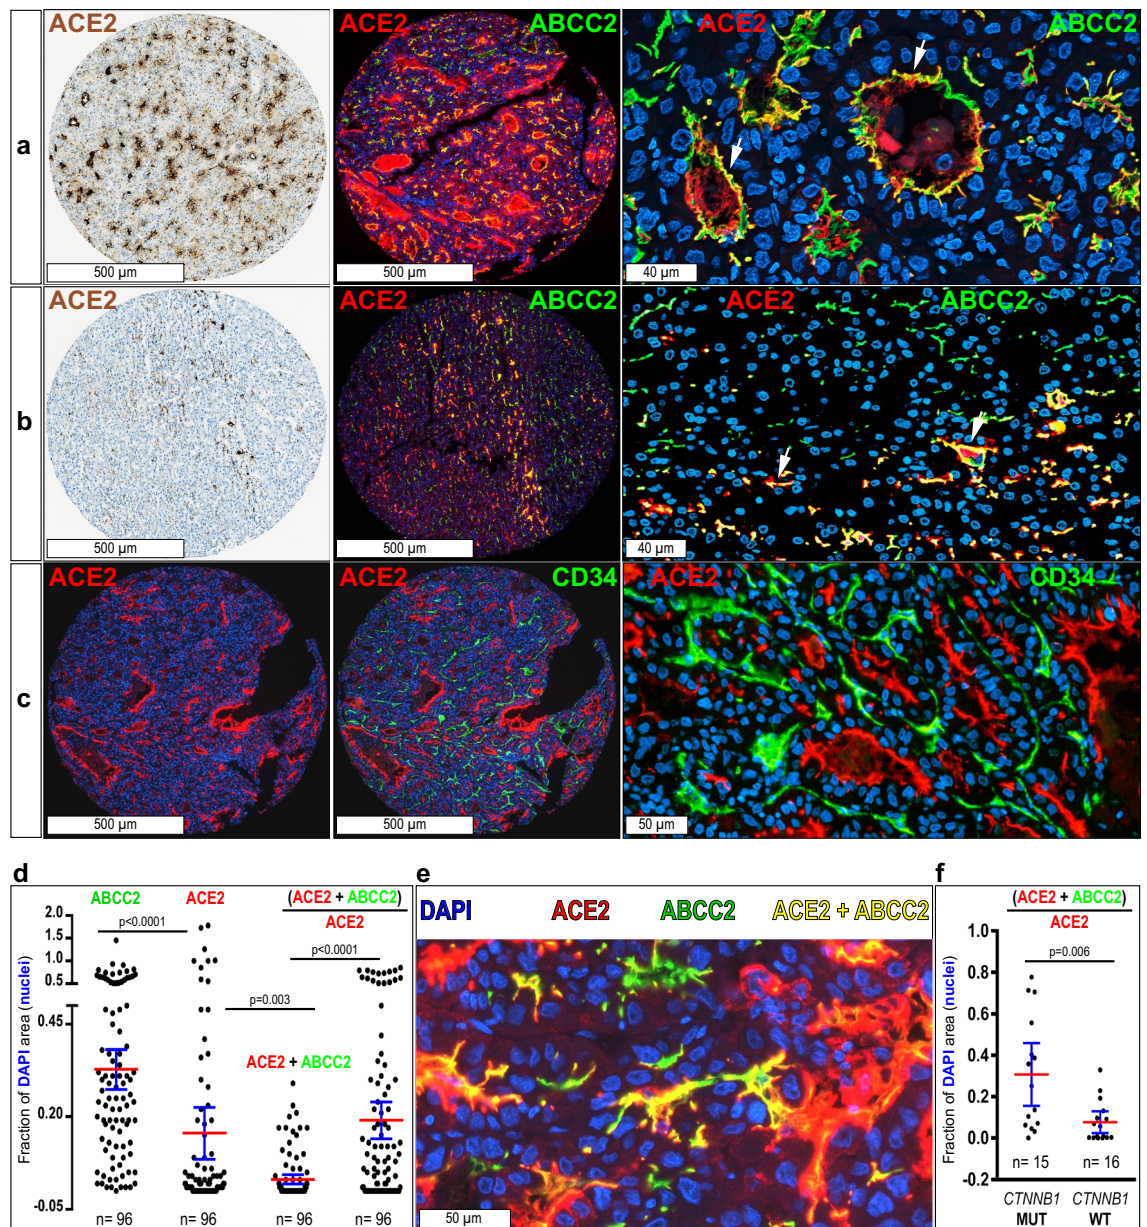 a
ACE2
500 µm
ACE2 ABCC2
500 µm
ACE2 ABCC2
40 µm
b
ACE2
500 µm
ACE2 ABCC2
500 µm
ACE2 ABCC2
40 µm
c
ACE2
500 µm
ACE2 CD34
500 µm
ACE2 CD34
50 µm
d
ABCC2
ACE2
(ACE2 + ABCC2)
ACE2
p<0.0001
p<0.0001
p=0.003
ACE2 + ABCC2
Fraction of DAPI area (nuclei)
2.0
1.5
1.0
0.5
0.45
0.20
-0.05
n= 96
n= 96
n= 96
n= 96
e
DAPI ACE2 ABCC2 ACE2 + ABCC2
50 µm
f
(ACE2 + ABCC2)
ACE2
p=0.006
Fraction of DAPI area (nuclei)
1.0
0.8
0.6
0.4
0.2
0.0
-0.2
n= 15
n= 16
CTNNB1 CTNNB1
MUT WT